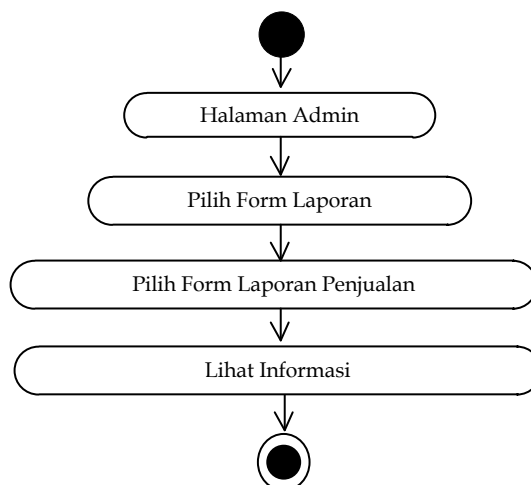 Halaman Admin
Pilih Form Laporan
Pilih Form Laporan Penjualan
Lihat Informasi